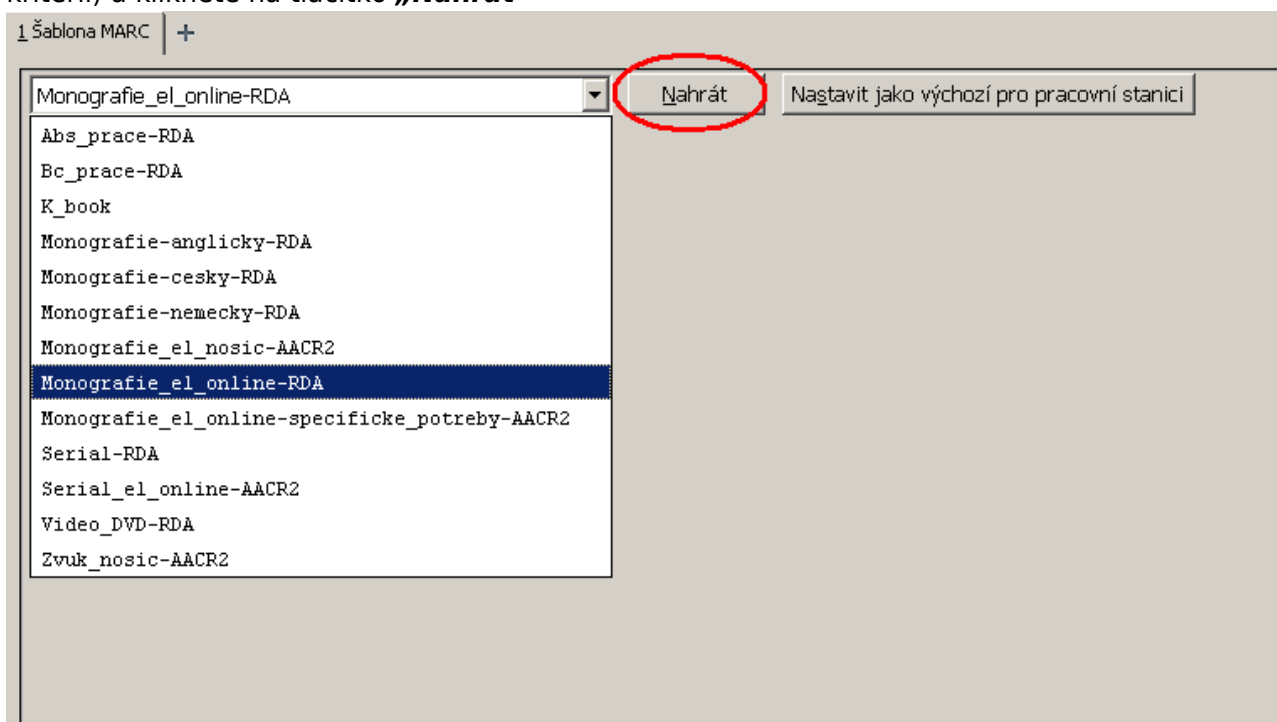 a klikněte na tlačítko „Nahrát“
1 Šablona MARC +
Monografie_el_online-RDA Nahrát Nastavit jako výchozí pro pracovní stanici
Abs_prace-RDA
Bc_prace-RDA
K_book
Monografie-anglicky-RDA
Monografie-cesky-RDA
Monografie-nemecky-RDA
Monografie_el_nosic-AACR2
Monografie_el_online-RDA
Monografie_el_online-specificke_potreby-AACR2
Serial-RDA
Serial_el_online-AACR2
Video_DVD-RDA
Zvuk_nosic-AACR2